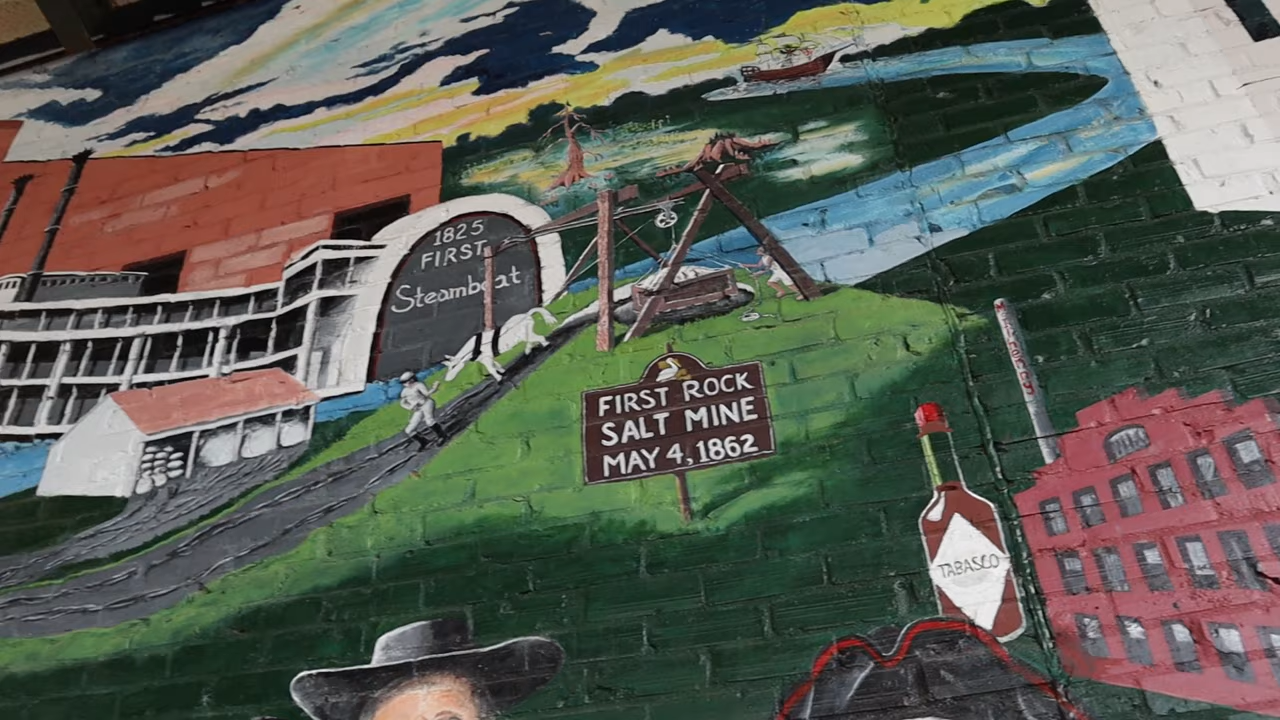 1825
FIRST
Steamboat
FIRST ROCK
SALT MINE
MAY 4, 1862
TABASCO